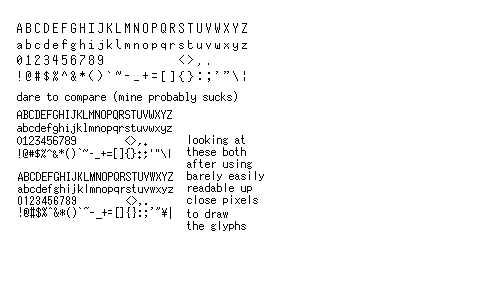 ABCDEFGHIJKLMNOPQRSTUVWXYZ
abcdefghijklmnopqrstuvwxyz
0123456789 <>,.
!@#$%^&*()`~-_+=[]{}:;'"\¦
dare to compare (mine probably sucks)
ABCDEFGHIJKLMNOPQRSTUVWXYZ
abcdefghijklmnopqrstuvwxyz
0123456789 <>,.
!@#$%^&*()`~-_+=[]{}:;'"\|
ABCDEFGHIJKLMNOPQRSTUVWXYZ
abcdefghijklmnopqrstuvwxyz
0123456789 <>,.
!@#$%^&*()`~-_+=[]{}:;'"¥|
looking at
these both
after using
barely easily
readable up
close pixels
to draw
the glyphs